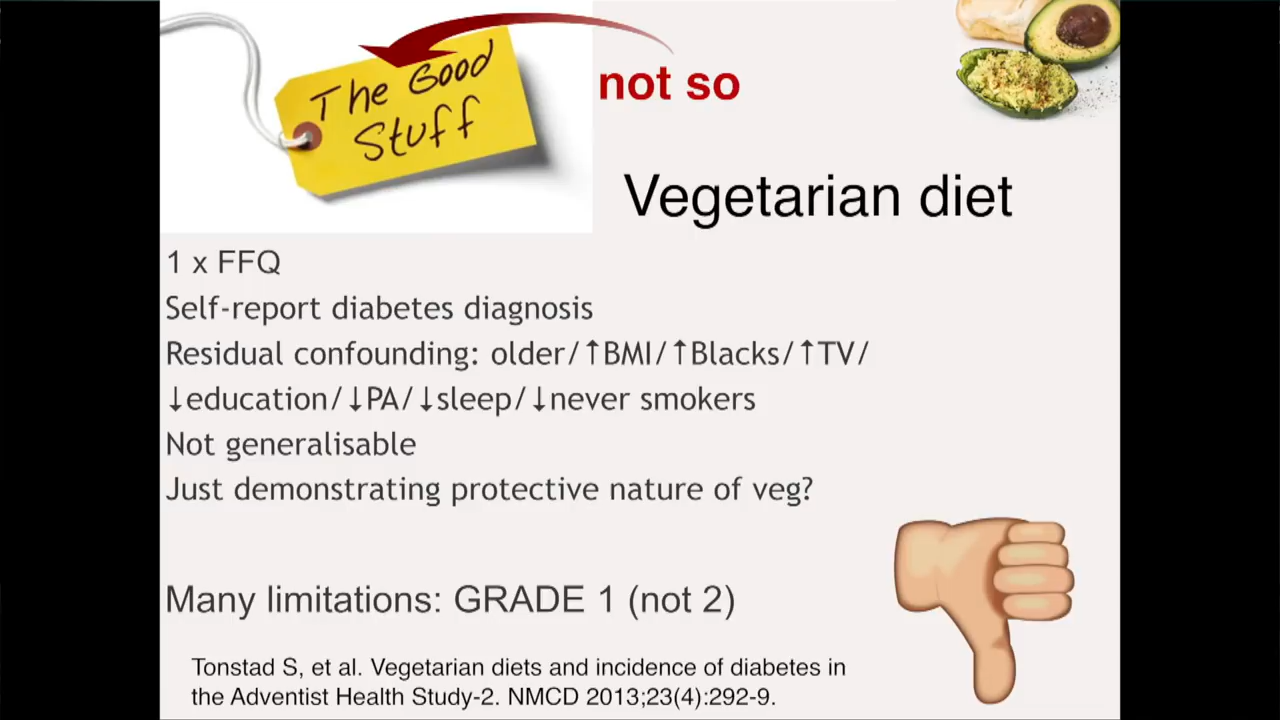 The Good
Stuff
not so
Vegetarian diet
1 x FFQ
Self-report diabetes diagnosis
Residual confounding: older/↑BMI/↑Blacks/↑TV/
↓education/↓PA/↓sleep/↓never smokers
Not generalisable
Just demonstrating protective nature of veg?
Many limitations: GRADE 1 (not 2)
Tonstad S, et al. Vegetarian diets and incidence of diabetes in
the Adventist Health Study-2. NMCD 2013;23(4):292-9.